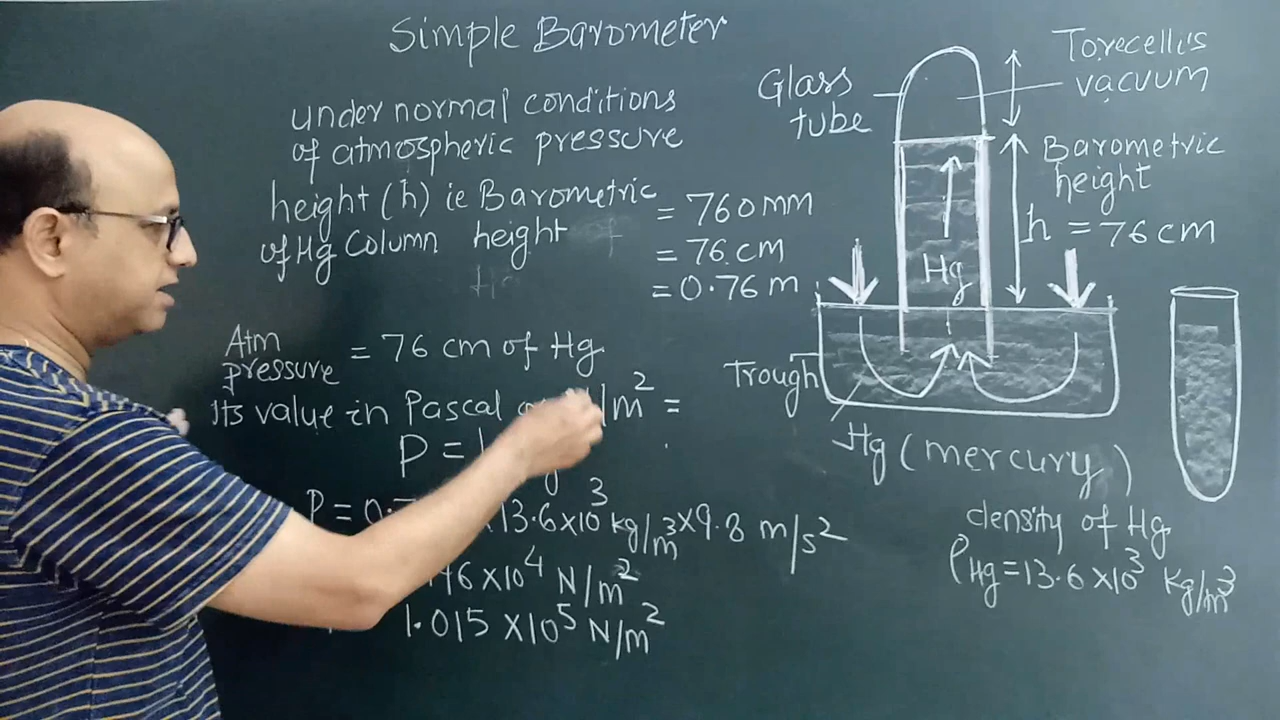 Simple Barometer
under normal conditions
of atmospheric pressure
height (h) ie Barometric
of Hg Column height
= 760 MM
= 76 cm
= 0.76 m
Atm
pressure = 76 cm of Hg
Its value in Pascal /m² =
P =
P = 0. × 13.6×10³ kg/m³ × 9.8 m/s²
46 × 10⁴ N/m²
1.015 × 10⁵ N/m²
Glass
tube
Torecelli's
vacuum
Barometric
height
h = 76 cm
Hg
Trough
Hg (mercury)
density of Hg
ρHg = 13.6 × 10³ Kg/m³